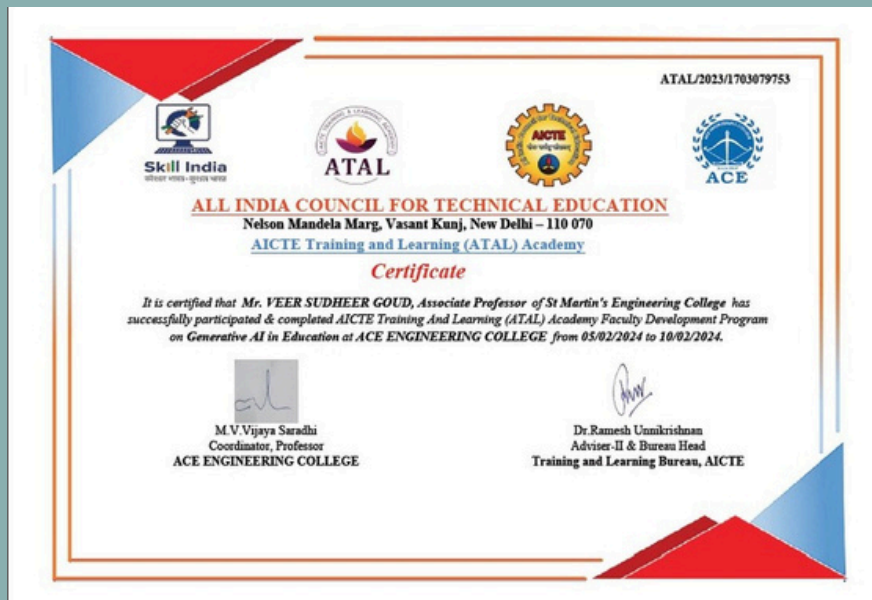 ATAL/2023/1703079753
Skill India
कौशल भारत-कुशल भारत
ATAL
AICTE
ACE
ALL INDIA COUNCIL FOR TECHNICAL EDUCATION
Nelson Mandela Marg, Vasant Kunj, New Delhi – 110 070
AICTE Training and Learning (ATAL) Academy
Certificate
It is certified that Mr. VEER SUDHEER GOUD, Associate Professor of St Martin's Engineering College has
successfully participated & completed AICTE Training And Learning (ATAL) Academy Faculty Development Program
on Generative AI in Education at ACE ENGINEERING COLLEGE from 05/02/2024 to 10/02/2024.
M.V.Vijaya Saradhi
Coordinator, Professor
ACE ENGINEERING COLLEGE
Dr.Ramesh Unnikrishnan
Adviser-II & Bureau Head
Training and Learning Bureau, AICTE